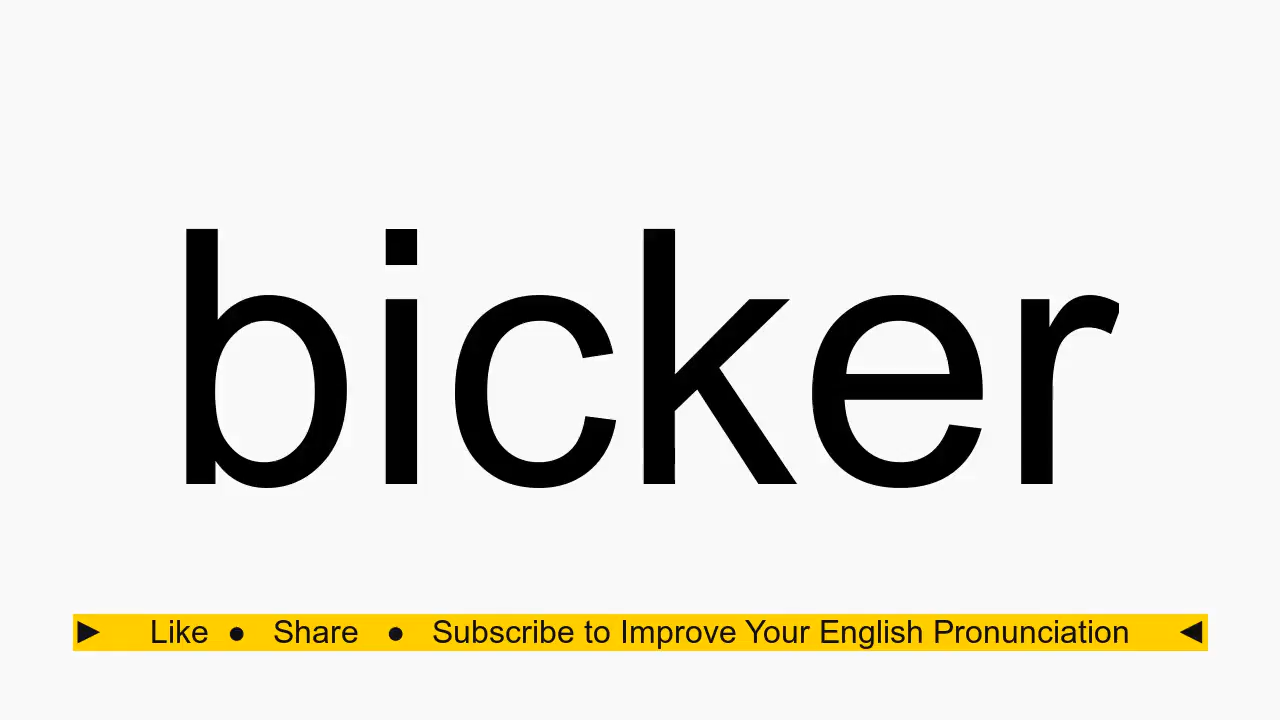 bicker
▶ Like ● Share ● Subscribe to Improve Your English Pronunciation ◀